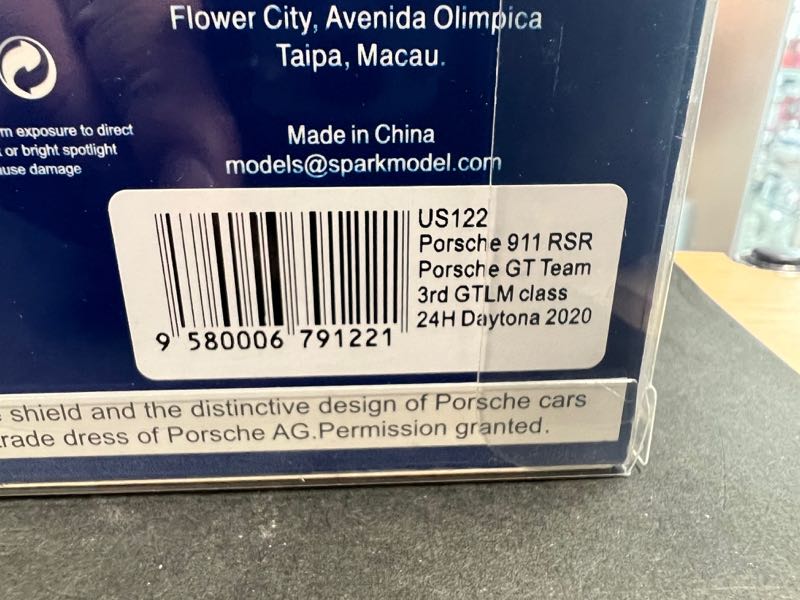 Flower City, Avenida Olimpica
Taipa, Macau.
m exposure to direct
or bright spotlight
use damage
Made in China
models@sparkmodel.com
US122
Porsche 911 RSR
Porsche GT Team
3rd GTLM class
24H Daytona 2020
9 580006 791221
shield and the distinctive design of Porsche cars
rade dress of Porsche AG.Permission granted.